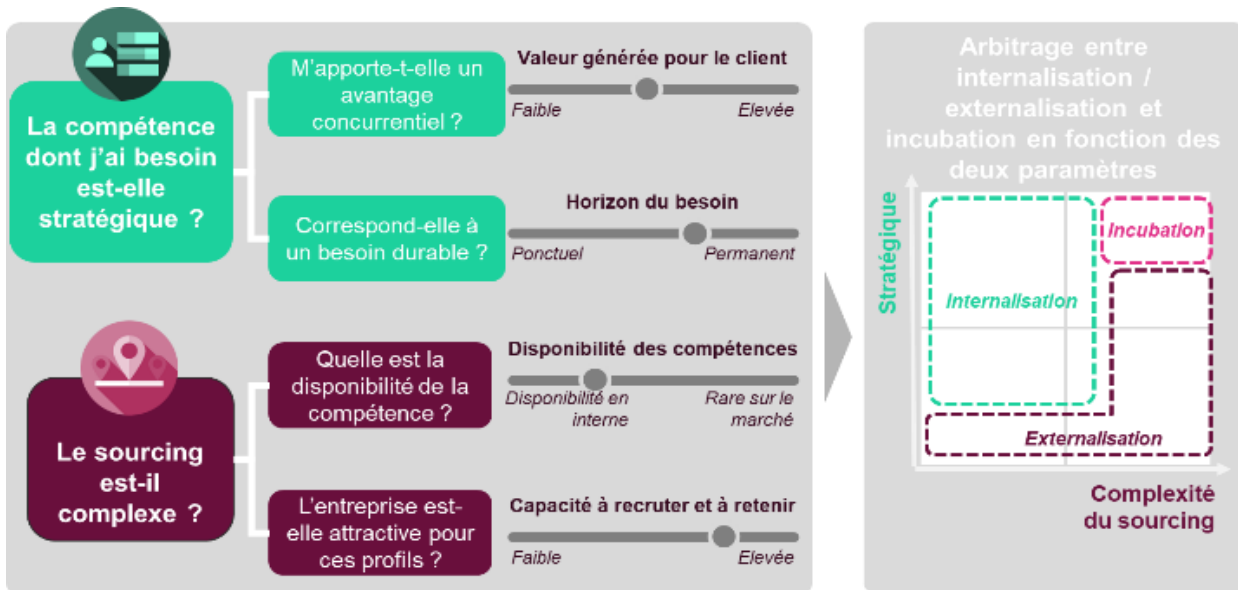 La compétence
dont j'ai besoin
est-elle
stratégique ?
M'apporte-t-elle un
avantage
concurrentiel ?
Valeur générée pour le client
Faible
Elevée
Correspond-elle à
un besoin durable ?
Horizon du besoin
Ponctuel
Permanent
Le sourcing
est-il
complexe ?
Quelle est la
disponibilité de la
compétence ?
Disponibilité des compétences
Disponibilité en
interne
Rare sur le
marché
L'entreprise est-
elle attractive pour
ces profils ?
Capacité à recruter et à retenir
Faible
Elevée
Arbitrage entre
internalisation /
externalisation et
incubation en fonction des
deux paramètres
Stratégique
Incubation
Internalisation
Externalisation
Complexité
du sourcing